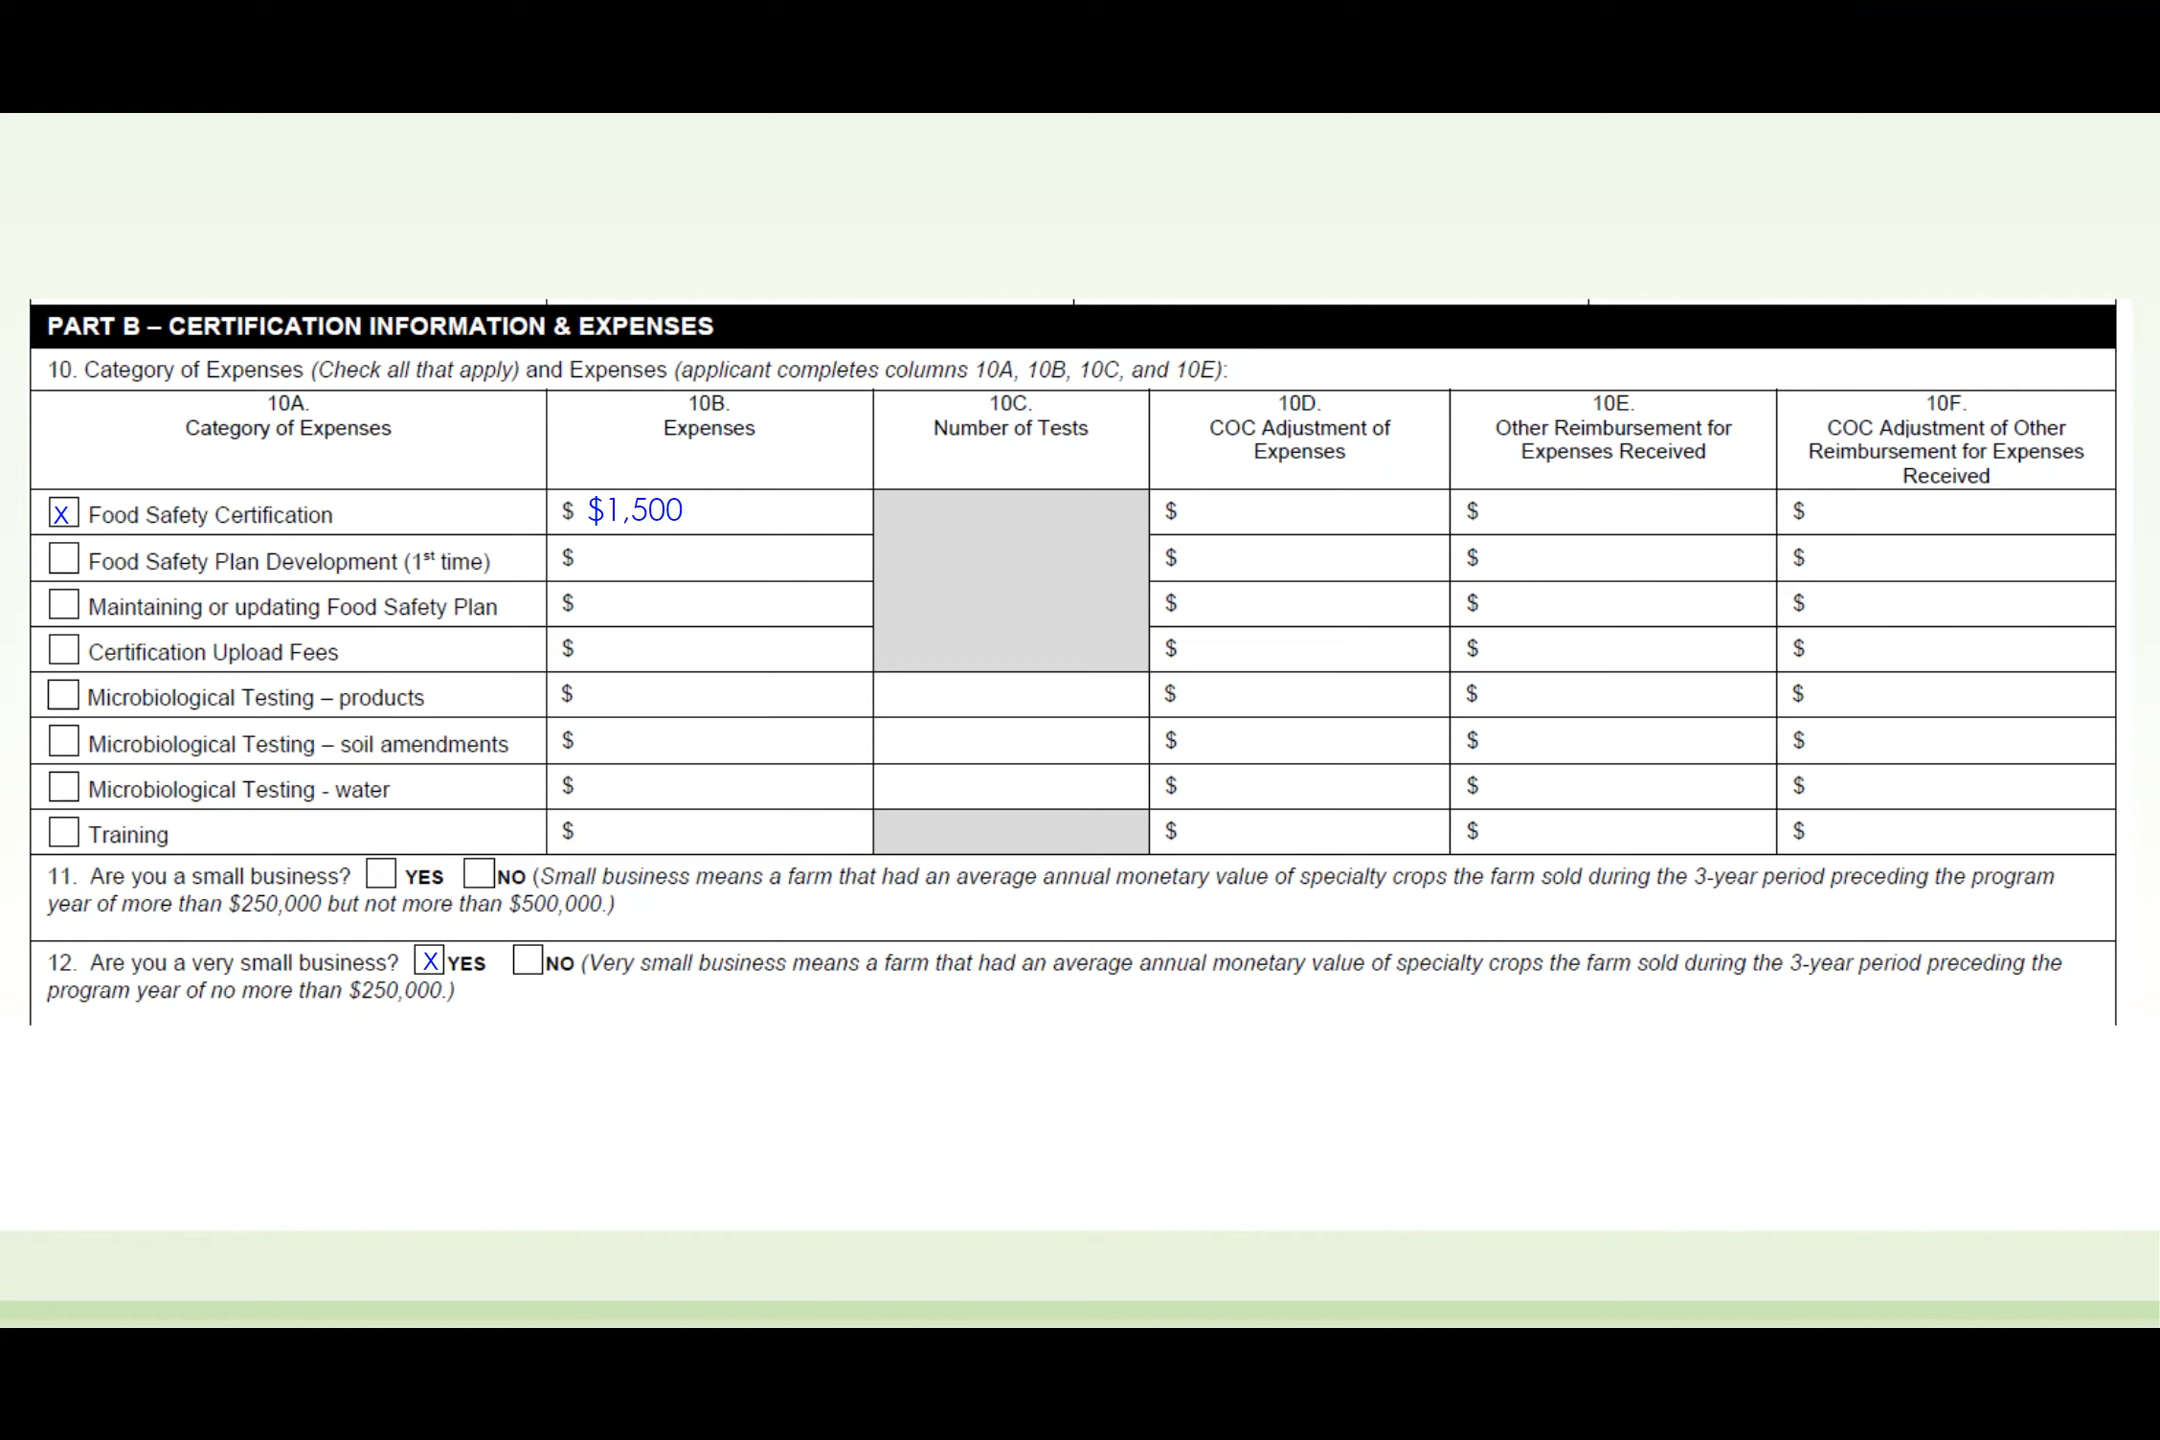 PART B – CERTIFICATION INFORMATION & EXPENSES
10. Category of Expenses (Check all that apply) and Expenses (applicant completes columns 10A, 10B, 10C, and 10E):
10A.
Category of Expenses
10B.
Expenses
10C.
Number of Tests
10D.
COC Adjustment of
Expenses
10E.
Other Reimbursement for
Expenses Received
10F.
COC Adjustment of Other
Reimbursement for Expenses
Received
X Food Safety Certification $ $1,500 $ $ $
Food Safety Plan Development (1st time) $ $ $ $
Maintaining or updating Food Safety Plan $ $ $ $
Certification Upload Fees $ $ $ $
Microbiological Testing – products $ $ $ $
Microbiological Testing – soil amendments $ $ $ $
Microbiological Testing - water $ $ $ $
Training $ $ $ $
11. Are you a small business? YES NO (Small business means a farm that had an average annual monetary value of specialty crops the farm sold during the 3-year period preceding the program
year of more than $250,000 but not more than $500,000.)
12. Are you a very small business? X YES NO (Very small business means a farm that had an average annual monetary value of specialty crops the farm sold during the 3-year period preceding the
program year of no more than $250,000.)